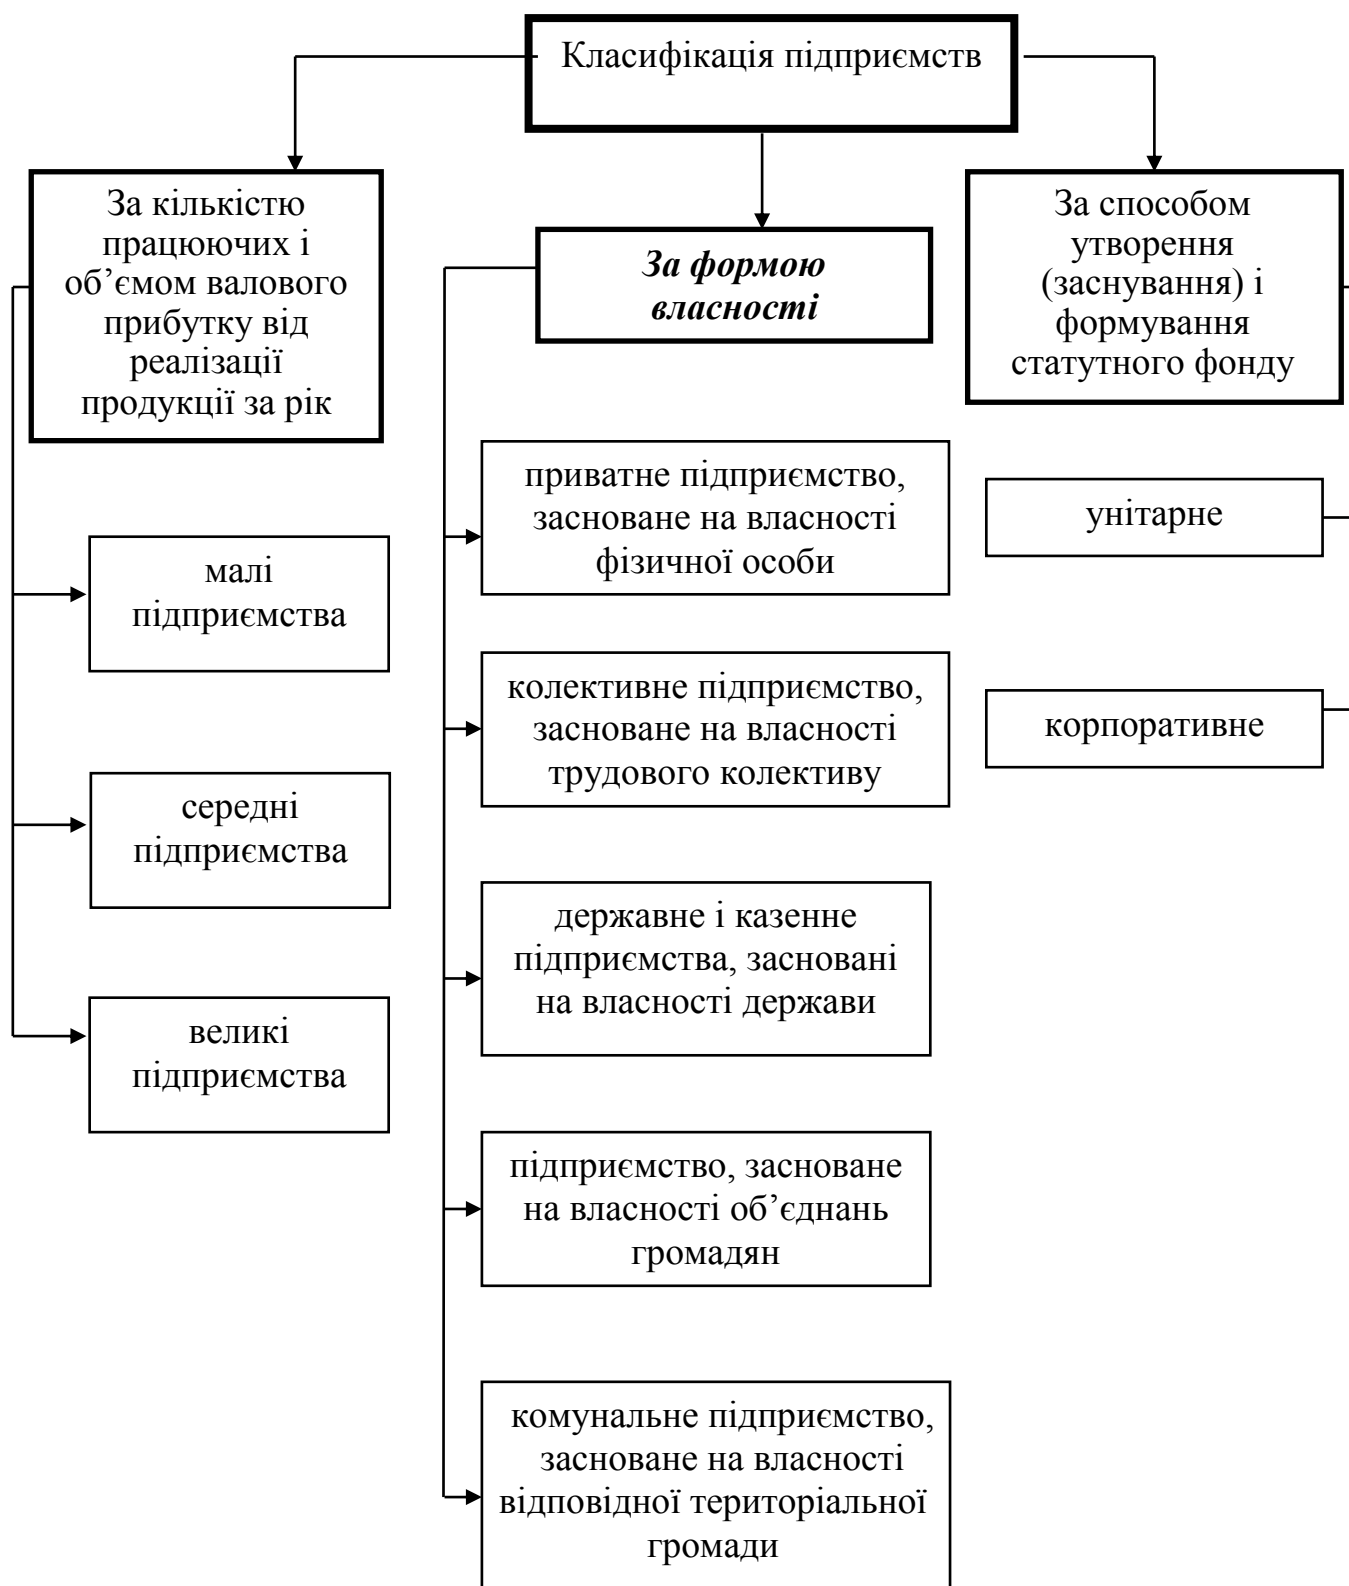 Класифікація підприємств
За кількістю
працюючих і
об’ємом валового
прибутку від
реалізації
продукції за рік
малі
підприємства
середні
підприємства
великі
підприємства
За формою
власності
приватне підприємство,
засноване на власності
фізичної особи
колективне підприємство,
засноване на власності
трудового колективу
державне і казенне
підприємства, засновані
на власності держави
підприємство, засноване
на власності об’єднань
громадян
комунальне підприємство,
засноване на власності
відповідної територіальної
громади
За способом
утворення
(заснування) і
формування
статутного фонду
унітарне
корпоративне